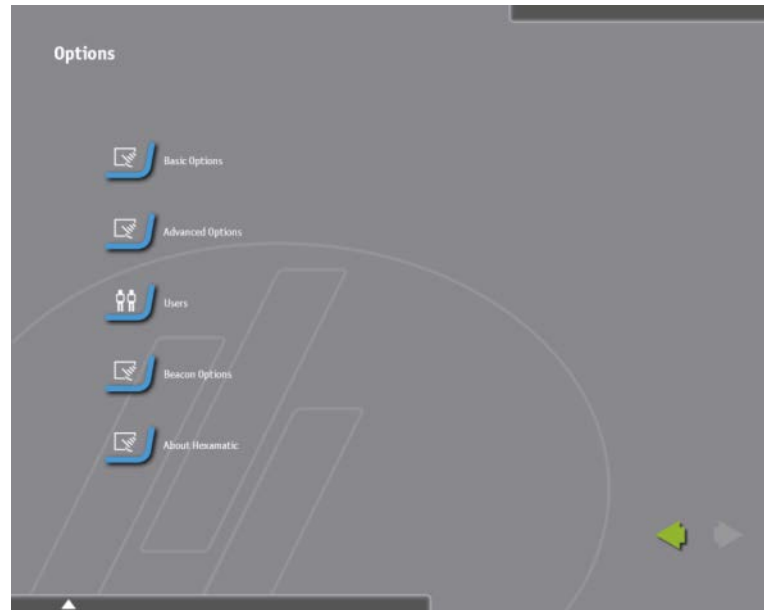 Options
Basic Options
Advanced Options
Users
Beacon Options
About Hexamatic